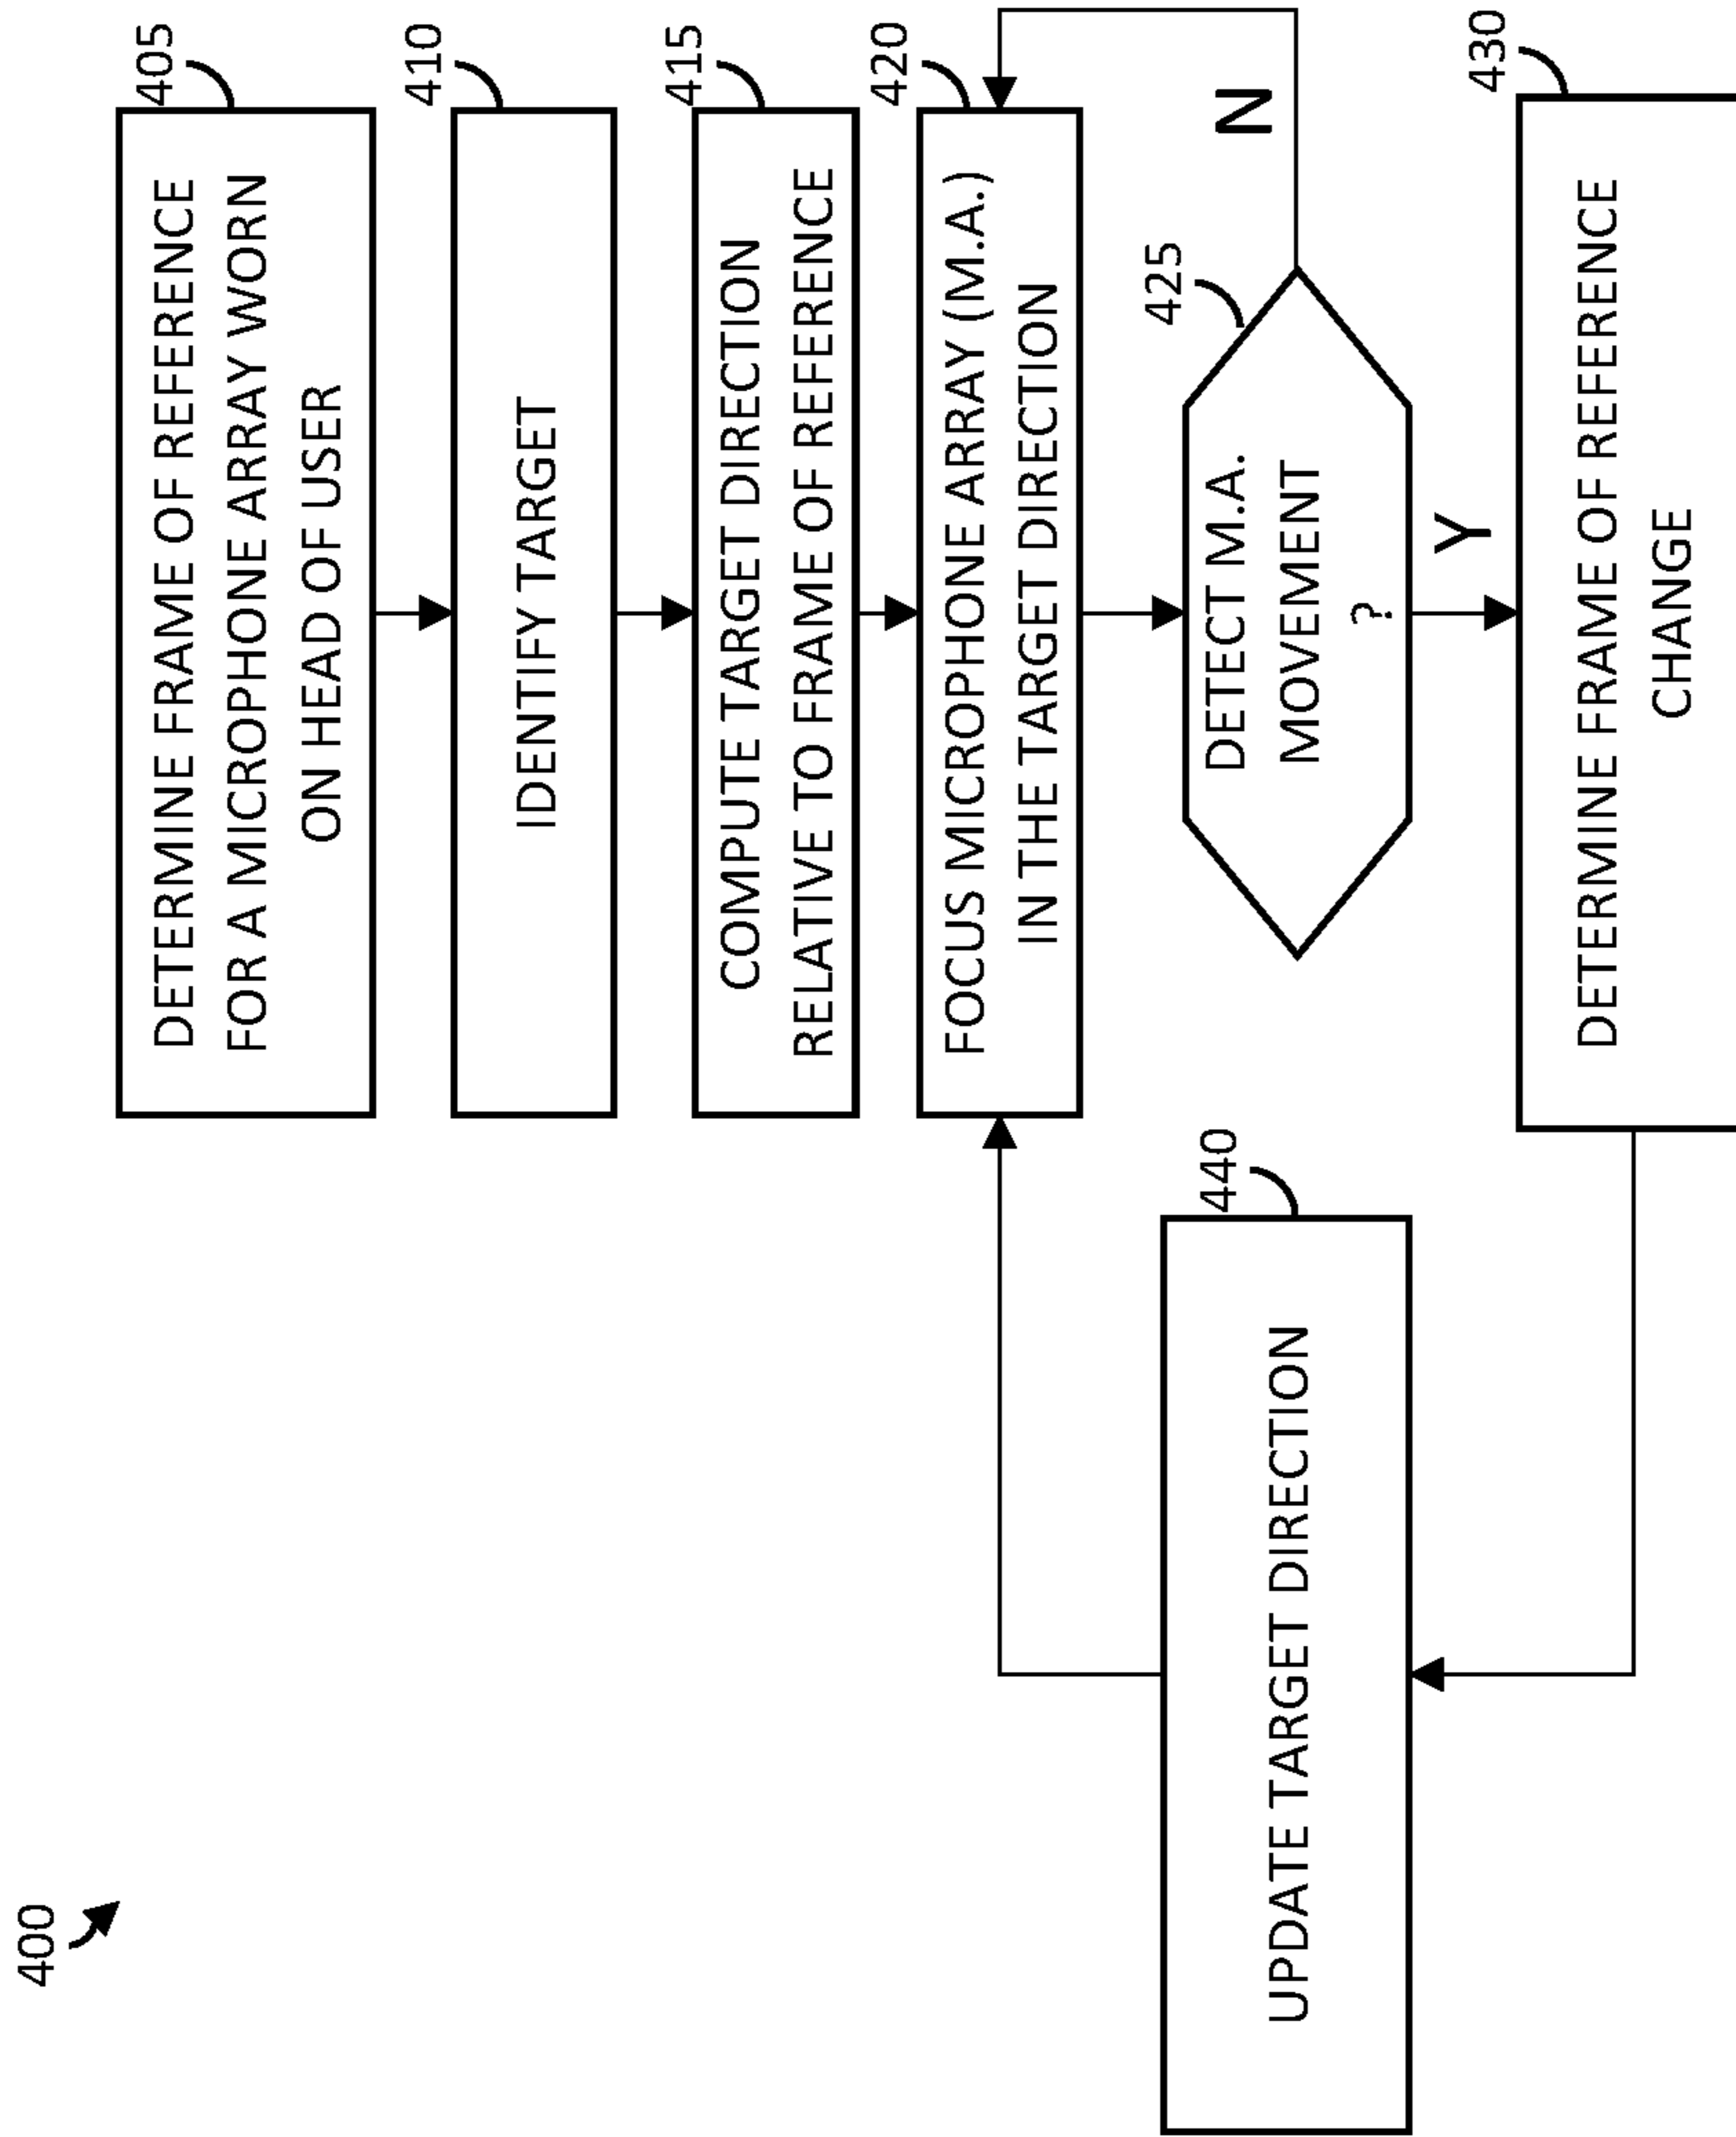 400
405
DETERMINE FRAME OF REFERENCE
FOR A MICROPHONE ARRAY WORN
ON HEAD OF USER
410
IDENTIFY TARGET
415
COMPUTE TARGET DIRECTION
RELATIVE TO FRAME OF REFERENCE
420
FOCUS MICROPHONE ARRAY (M.A.)
IN THE TARGET DIRECTION
425
DETECT M.A.
MOVEMENT
?
N
Y
430
DETERMINE FRAME OF REFERENCE
CHANGE
440
UPDATE TARGET DIRECTION